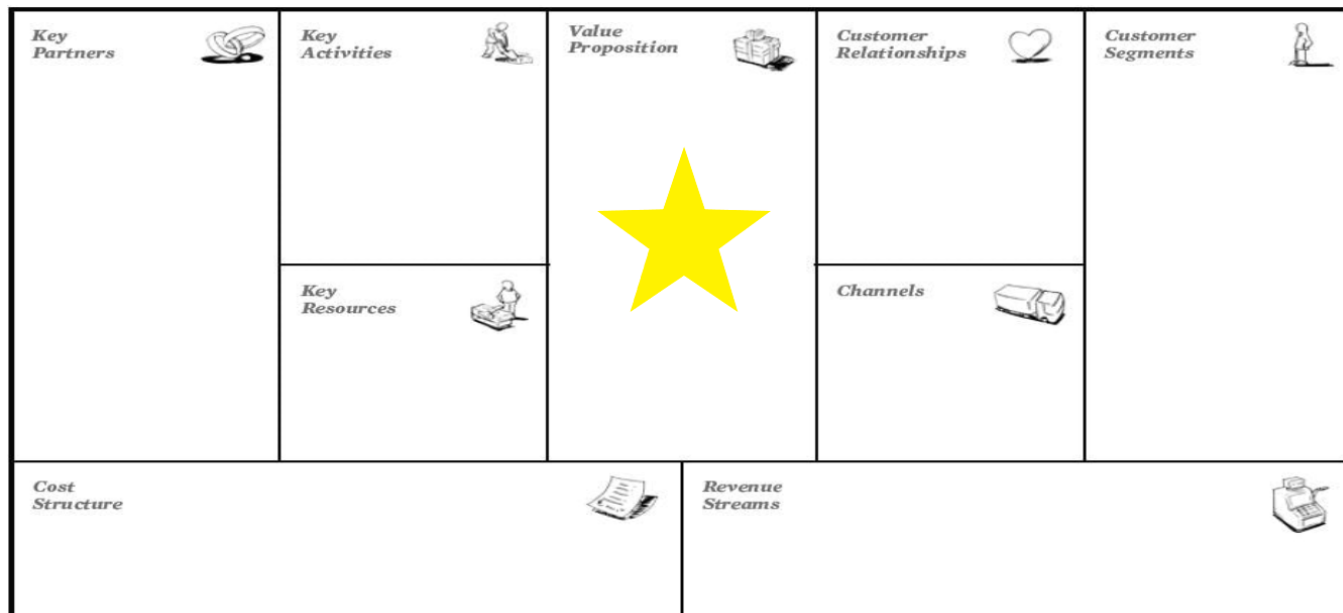 Key
Partners
Key
Activities
Value
Proposition
Customer
Relationships
Customer
Segments
Key
Resources
Channels
Cost
Structure
Revenue
Streams